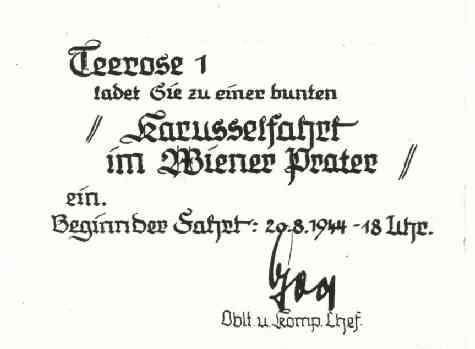 Teerose 1
ladet Sie zu einer bunten
/ Karusselfahrt
im Wiener Prater //
ein.
Beginn der Fahrt: 29.8.1944 - 18 Uhr.
Oblt. u. Komp. Chef.